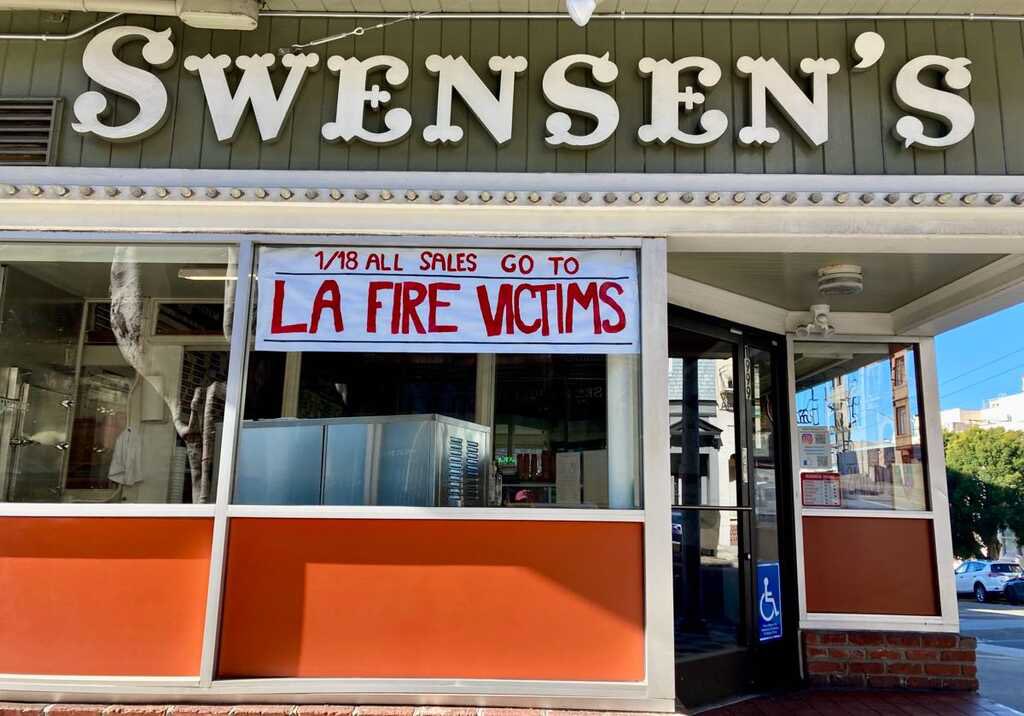 SWENSEN'S
1/18 ALL SALES GO TO
LA FIRE VICTIMS